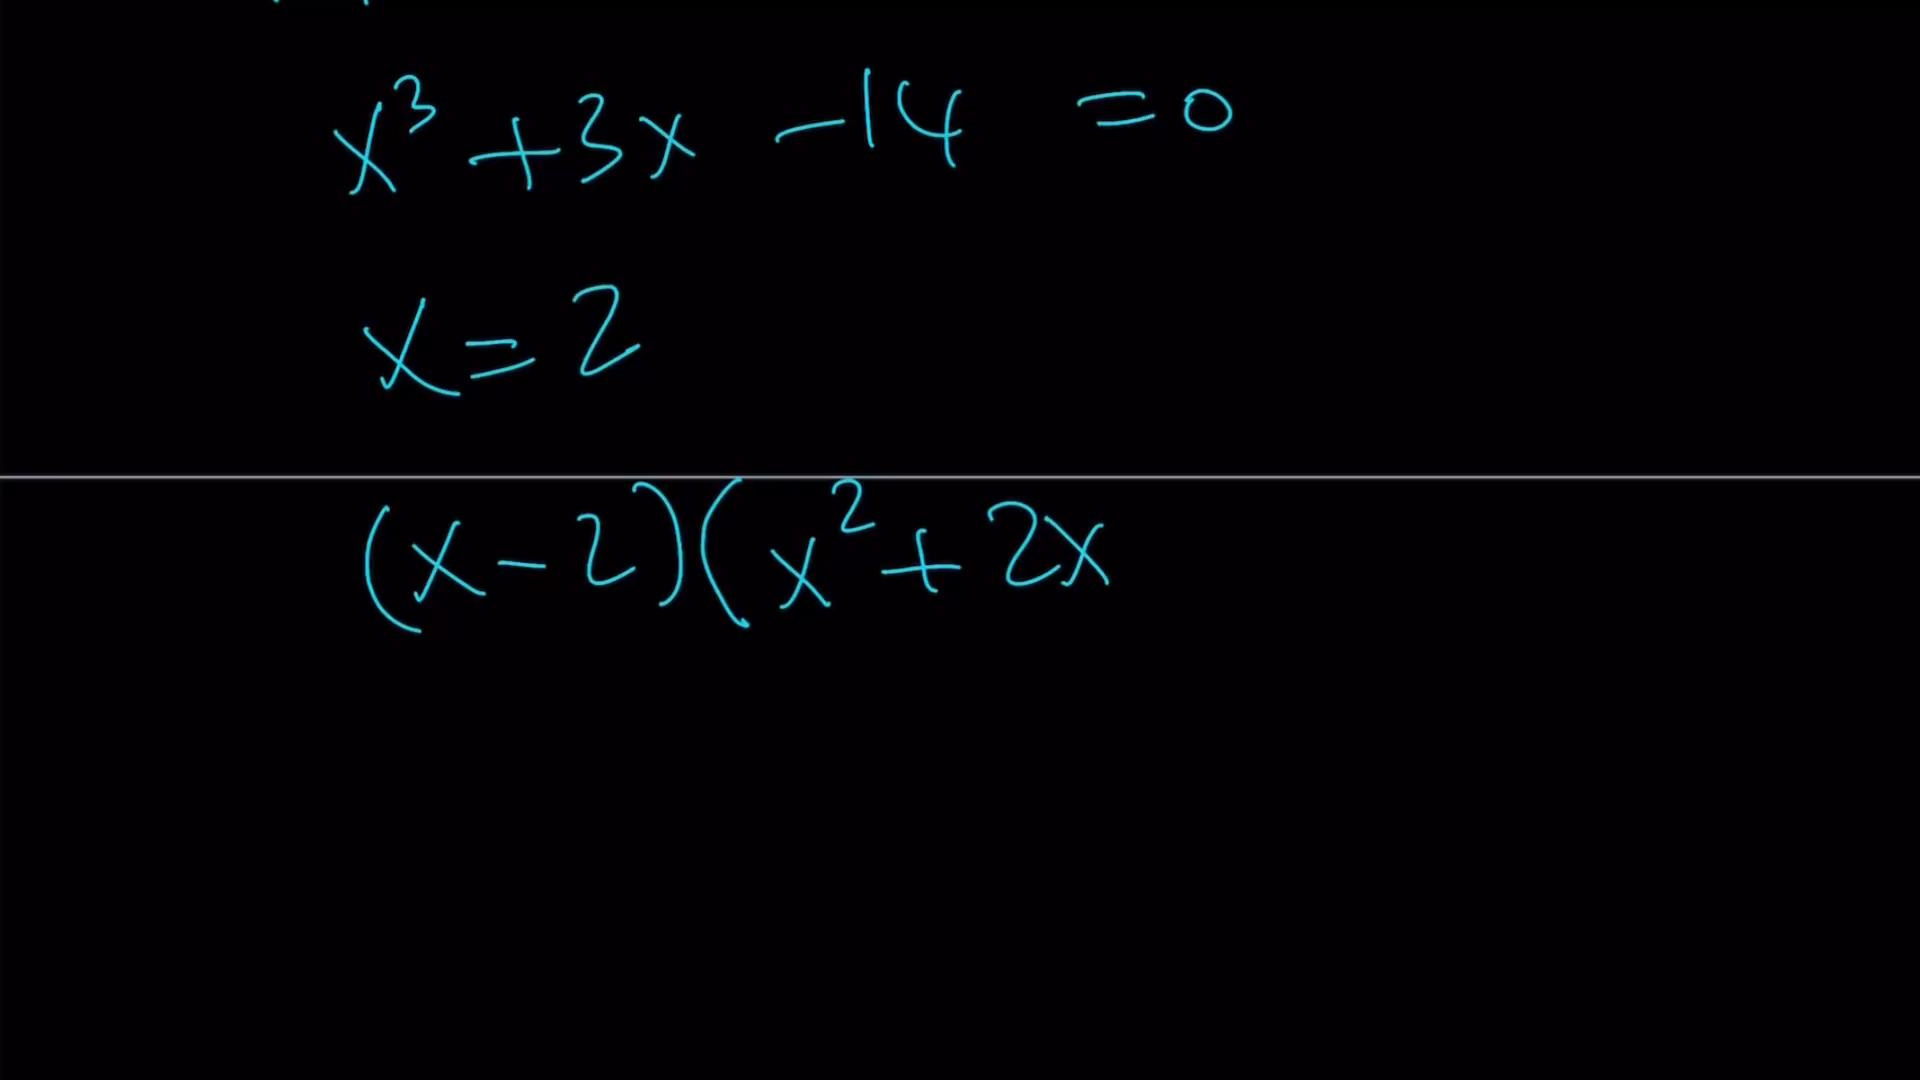 x³ + 3x - 14 = 0
x = 2
(x - 2)(x² + 2x